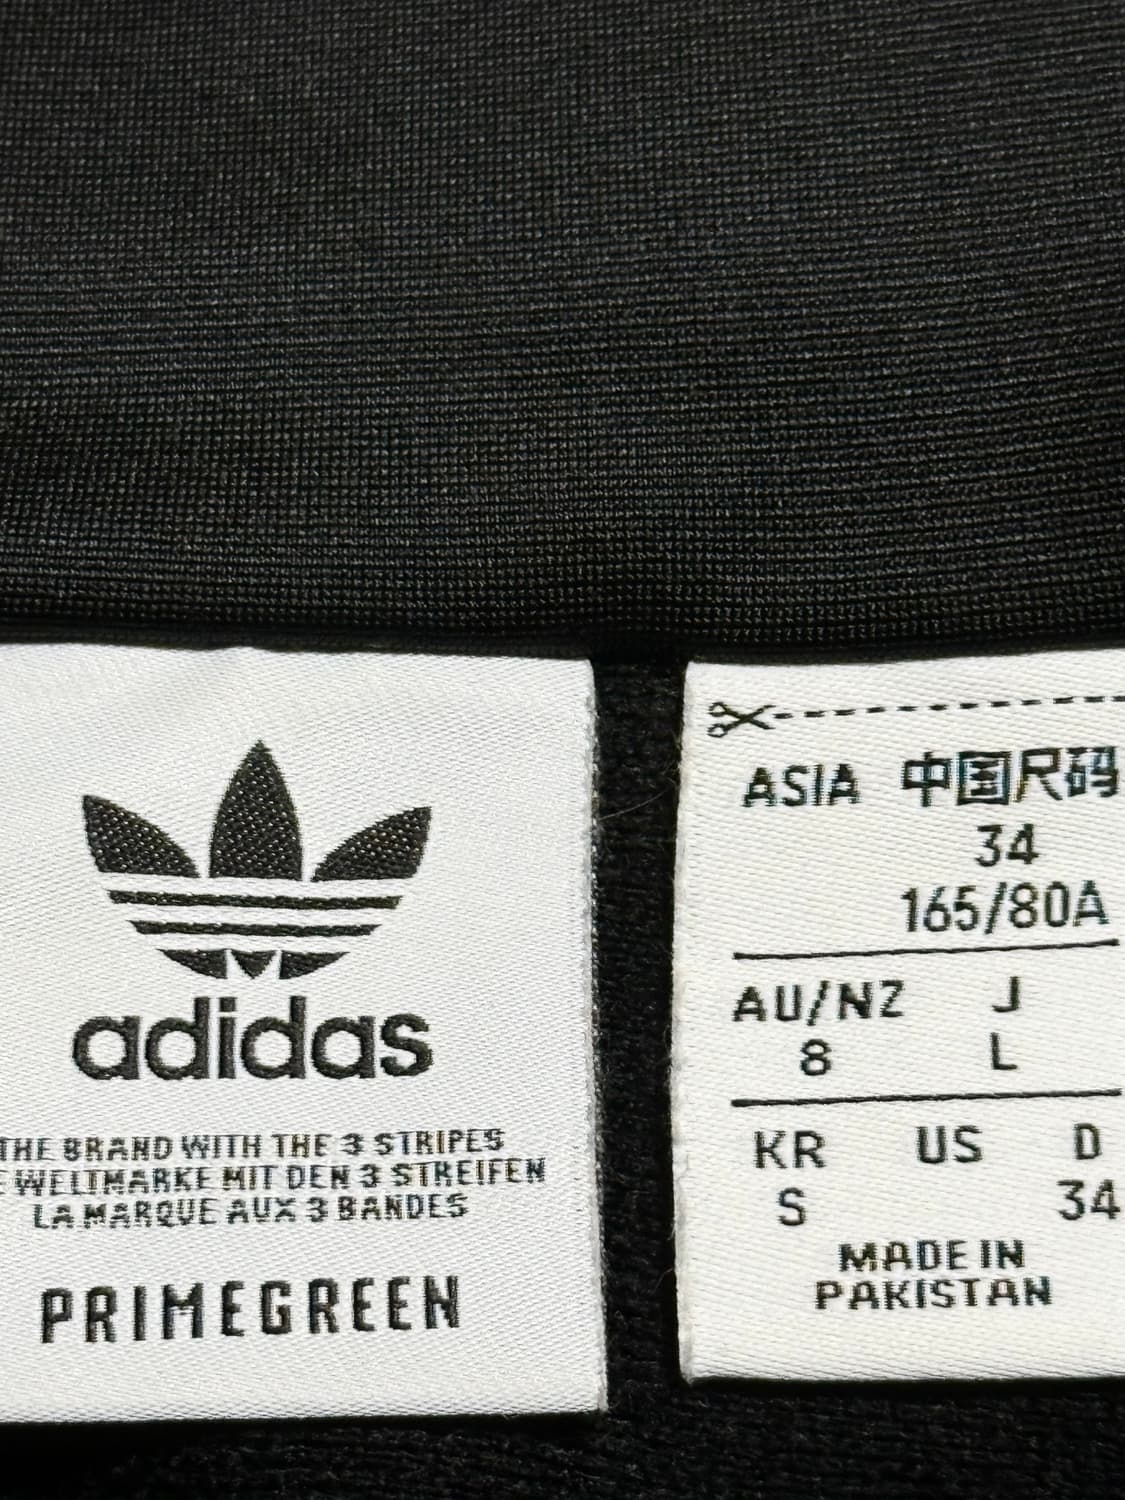 adidas
THE BRAND WITH THE 3 STRIPES
E WELTMARKE MIT DEN 3 STREIFEN
LA MARQUE AUX 3 BANDES
PRIMEGREEN
ASIA 中国尺码
34
165/80A
AU/NZ J
8 L
KR US D
S 34
MADE IN
PAKISTAN